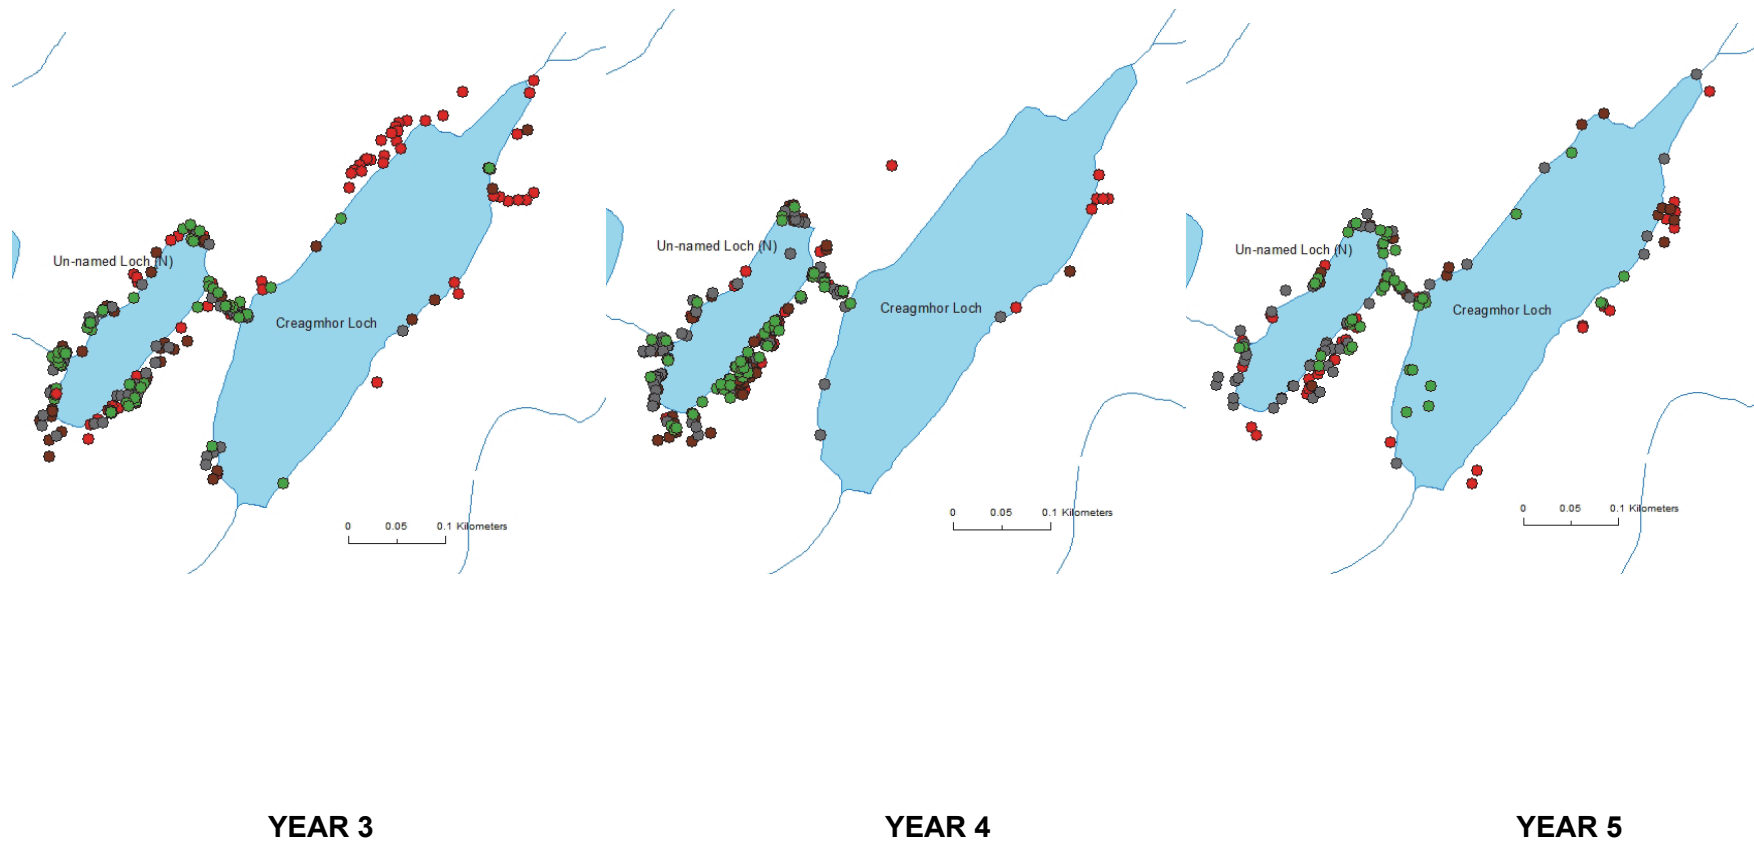 Un-named Loch (N)
Creagmhor Loch
0 0.05 0.1 Kilometers
Un-named Loch (N)
Creagmhor Loch
0 0.05 0.1 Kilometers
Un-named Loch (N)
Creagmhor Loch
0 0.05 0.1 Kilometers
YEAR 3
YEAR 4
YEAR 5